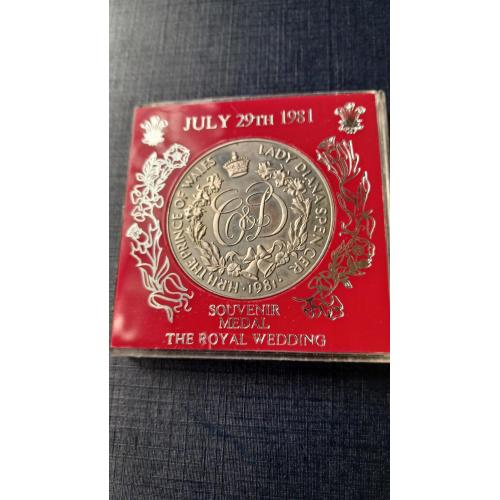 JULY 29TH 1981
H.R.H. THE PRINCE OF WALES
LADY DIANA SPENCER
C&D
·1981·
SOUVENIR
MEDAL
THE ROYAL WEDDING